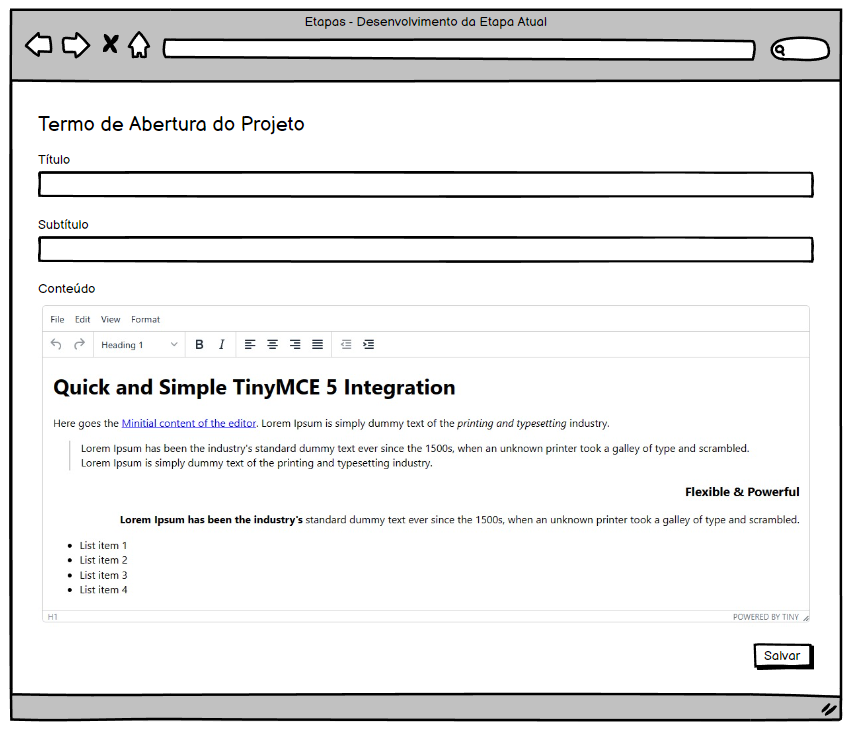 Etapas - Desenvolvimento da Etapa Atual
Termo de Abertura do Projeto
Título
Subtítulo
Conteúdo
File Edit View Format
Heading 1 B I
Quick and Simple TinyMCE 5 Integration
Here goes the Minitial content of the editor. Lorem Ipsum is simply dummy text of the printing and typesetting industry.
Lorem Ipsum has been the industry's standard dummy text ever since the 1500s, when an unknown printer took a galley of type and scrambled.
Lorem Ipsum is simply dummy text of the printing and typesetting industry.
Flexible & Powerful
Lorem Ipsum has been the industry's standard dummy text ever since the 1500s, when an unknown printer took a galley of type and scrambled.
List item 1
List item 2
List item 3
List item 4
H1 POWERED BY TINY
Salvar